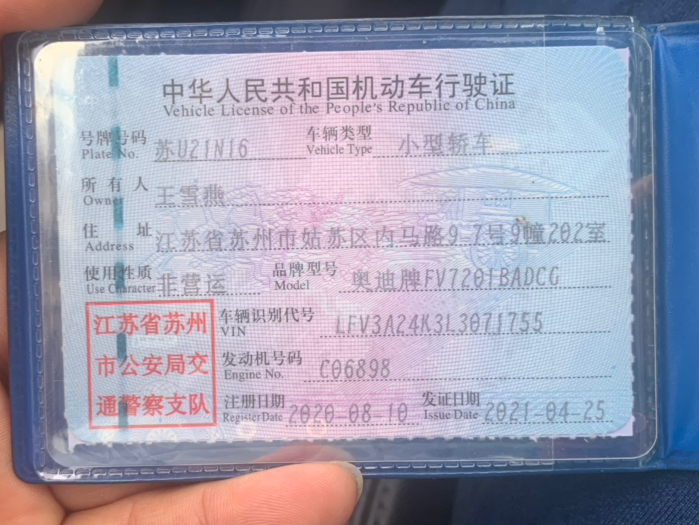 中华人民共和国机动车行驶证
Vehicle License of the People's Republic of China
号牌号码 苏U21N16 车辆类型 小型轿车
Plate No. Vehicle Type
所有人 王雪燕
Owner
住址 江苏省苏州市姑苏区内马路9-7号9幢202室
Address
使用性质 非营运 品牌型号 奥迪牌FV7201BADCG
Use Character Model
江苏省苏州 车辆识别代号 LFV3A24K3L3071755
VIN
市公安局交 发动机号码 C06898
Engine No.
通警察支队 注册日期 2020-08-10 发证日期 2021-04-25
Register Date Issue Date